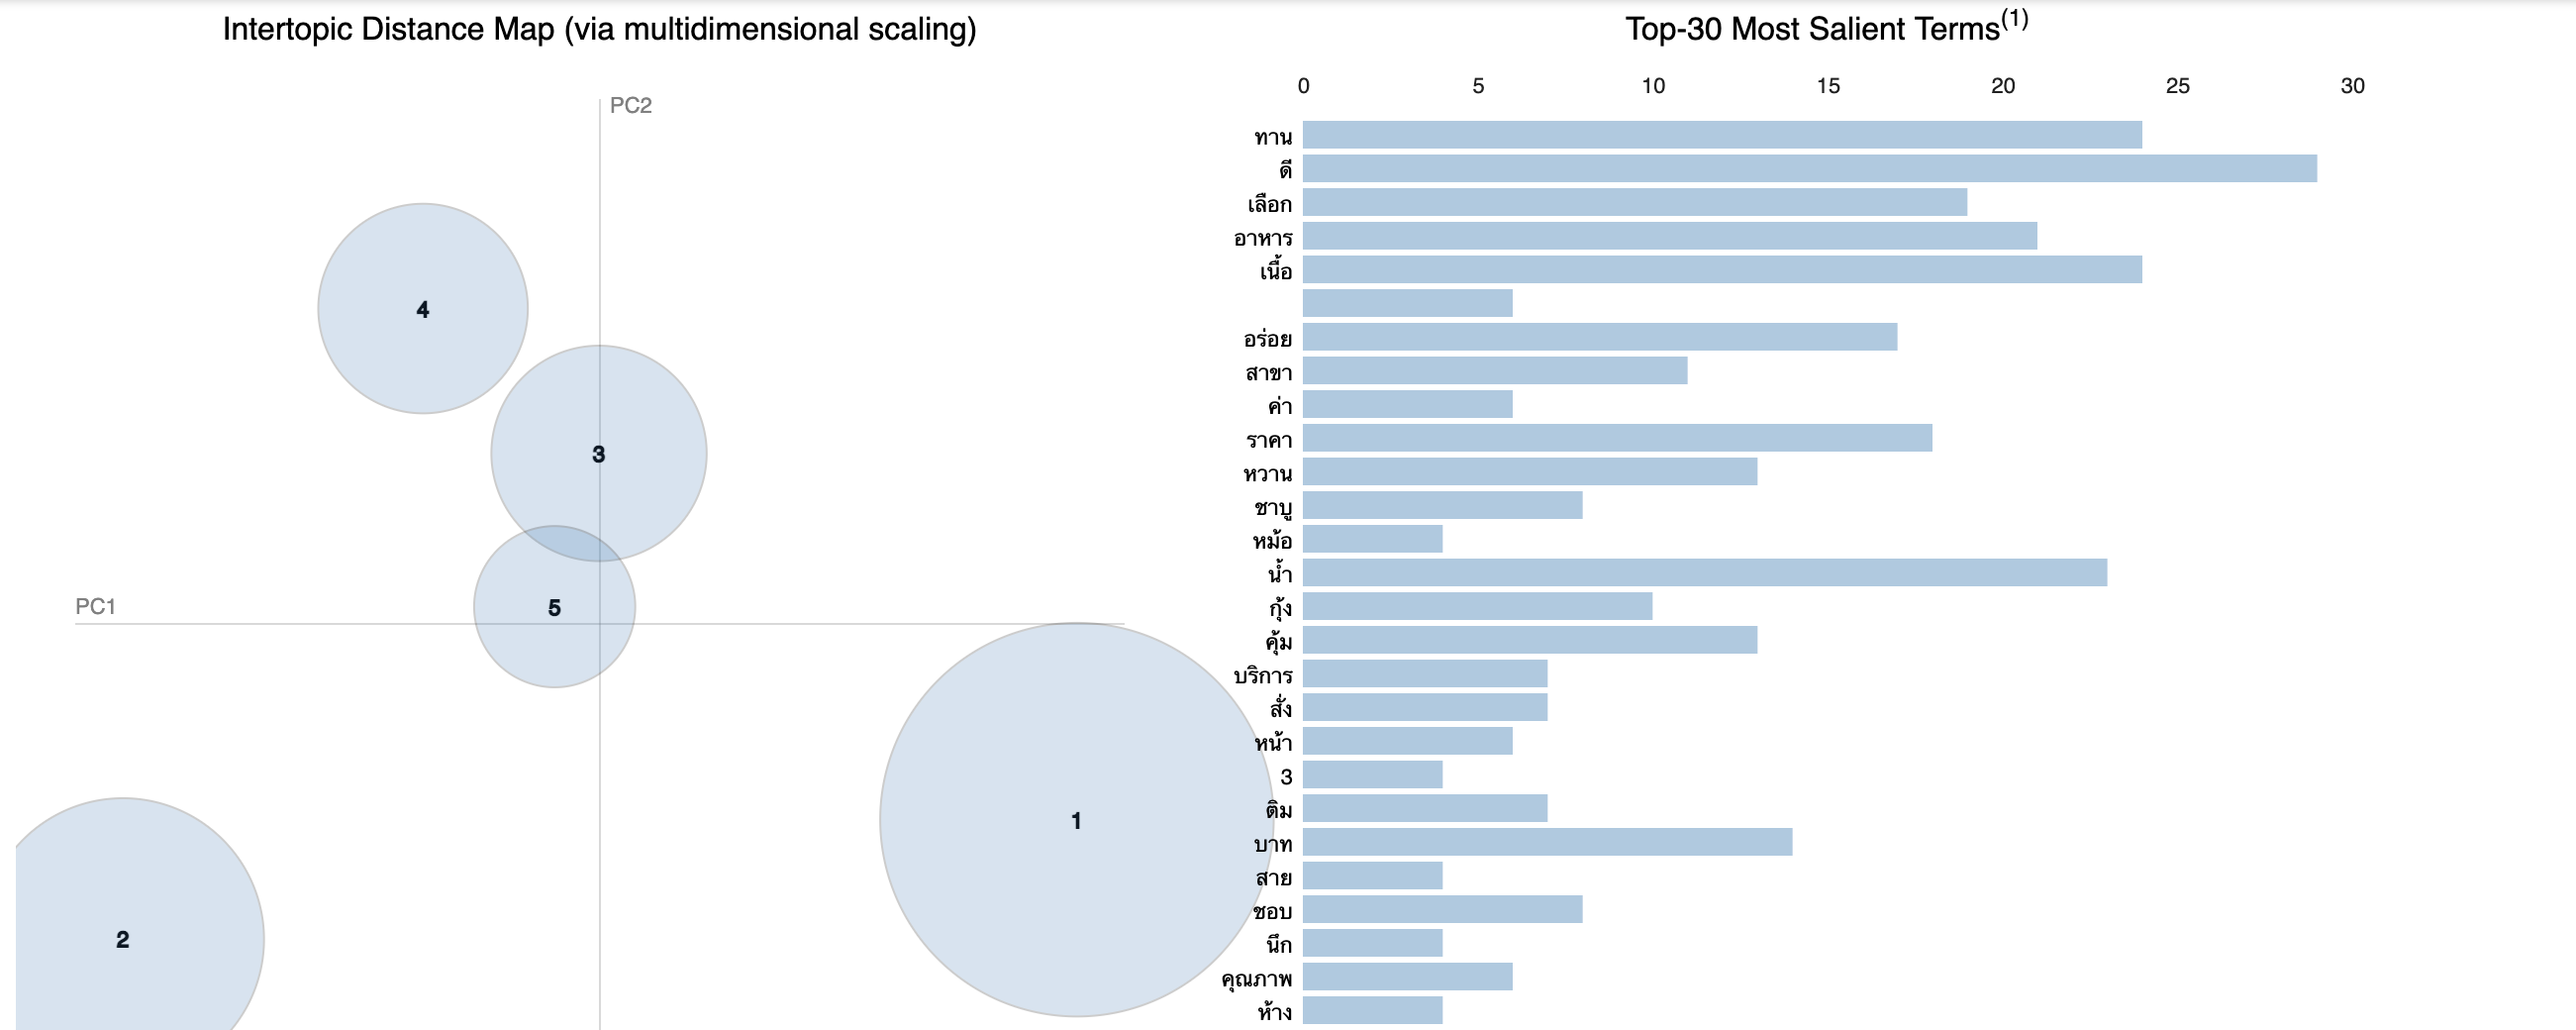 Intertopic Distance Map (via multidimensional scaling)
PC2
4
3
5
PC1
1
2
Top-30 Most Salient Terms(1)
0 5 10 15 20 25 30
ทาน
ดี
เลือก
อาหาร
เนื้อ
อร่อย
สาขา
ค่า
ราคา
หวาน
ชาบู
หม้อ
น้ำ
กุ้ง
คุ้ม
บริการ
สั่ง
หน้า
3
ติม
บาท
สาย
ชอบ
นึก
คุณภาพ
ห้าง